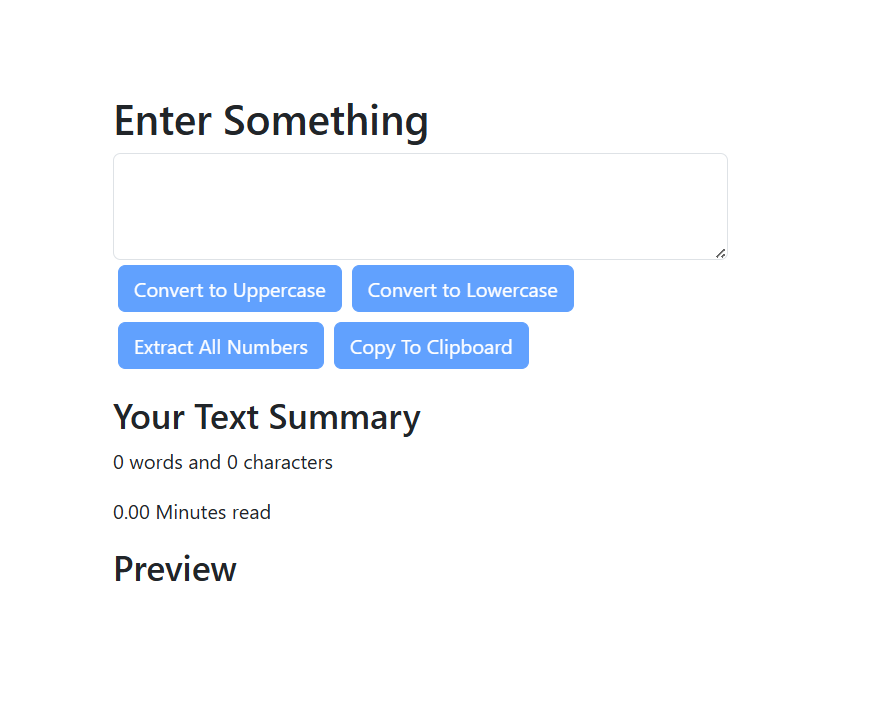 Enter Something
Convert to Uppercase Convert to Lowercase
Extract All Numbers Copy To Clipboard
Your Text Summary
0 words and 0 characters
0.00 Minutes read
Preview